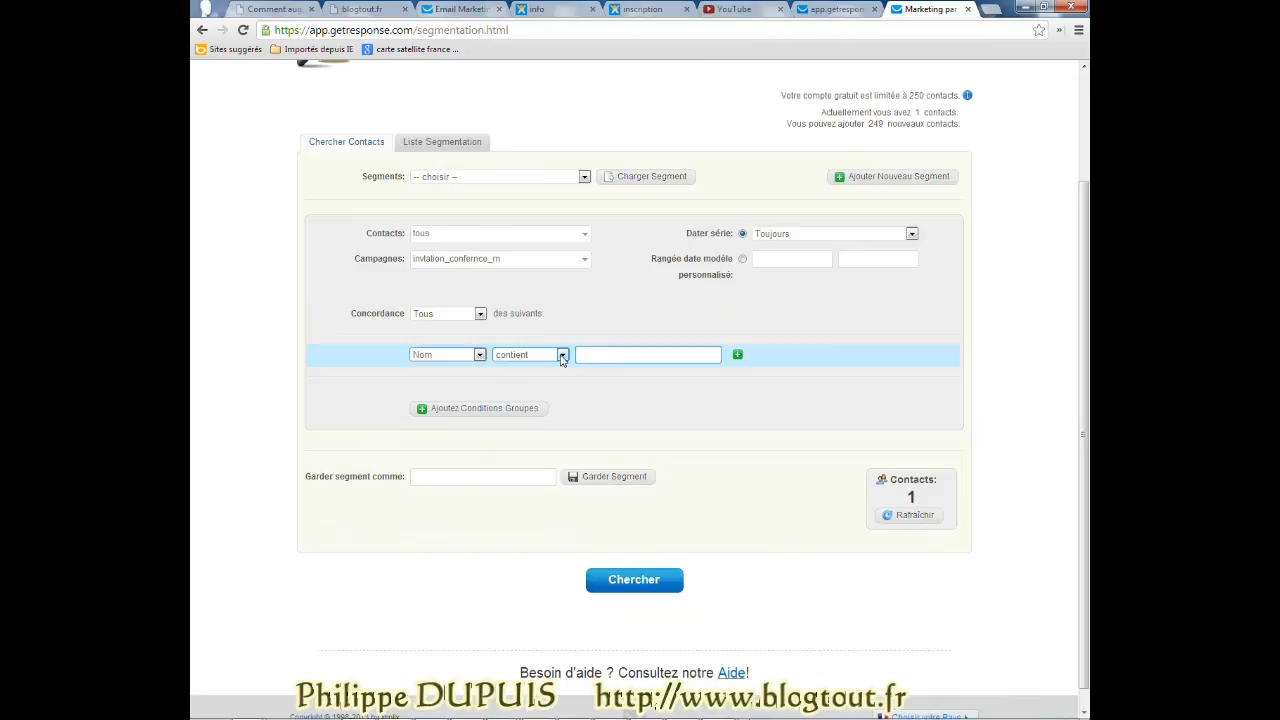 Comment aug
blogtout.fr
Email Marketin
info
inscription
YouTube
app.getrespon
Marketing pa
https://app.getresponse.com/segmentation.html
Sites suggérés
Importés depuis IE
carte satellite france ...
Votre compte gratuit est limitée à 250 contacts.
Actuellement vous avez 1 contacts.
Vous pouvez ajouter 249 nouveaux contacts.
Chercher Contacts
Liste Segmentation
Segments:
-- choisir --
Charger Segment
Ajouter Nouveau Segment
Contacts:
tous
Dater série:
Toujours
Campagnes:
invtation_confernce_m
Rangée date modèle
personnalisé:
Concordance
Tous
des suivants:
Nom
contient
Ajoutez Conditions Groupes
Garder segment comme:
Garder Segment
Contacts:
1
Rafraîchir
Chercher
Besoin d'aide ? Consultez notre Aide!
Philippe DUPUIS http://www.blogtout.fr